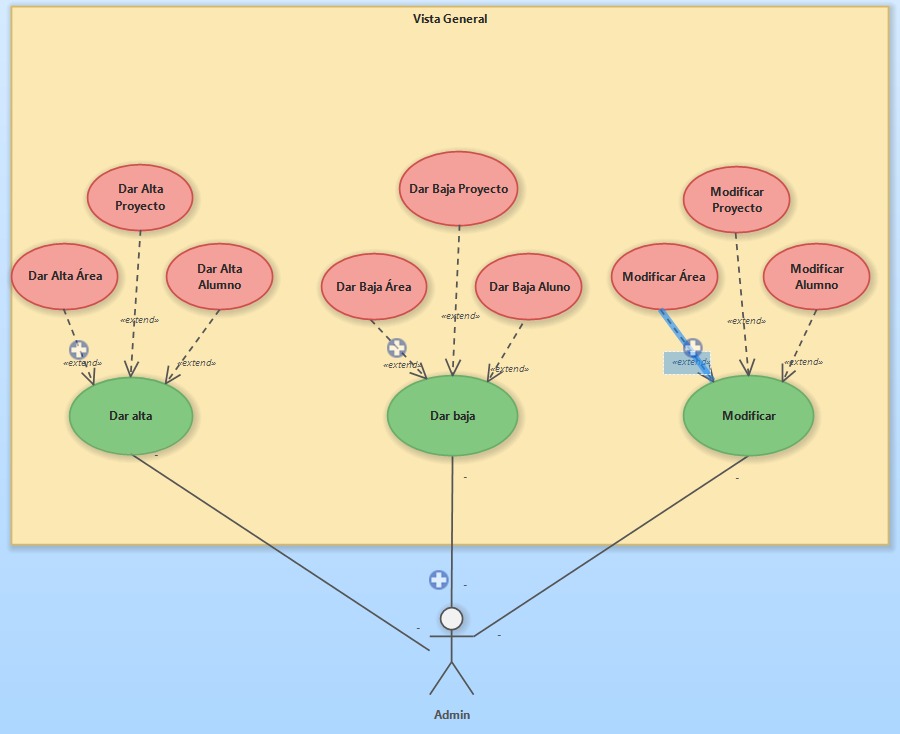 Vista General
Dar Alta
Proyecto
Dar Baja Proyecto
Modificar
Proyecto
Dar Alta Área
Dar Alta
Alumno
Dar Baja Área
Dar Baja Aluno
Modificar Área
Modificar
Alumno
«extend»
«extend»
«extend»
«extend»
«extend»
«extend»
«extend»
«extend»
«extend»
Dar alta
Dar baja
Modificar
-
-
-
-
-
-
Admin